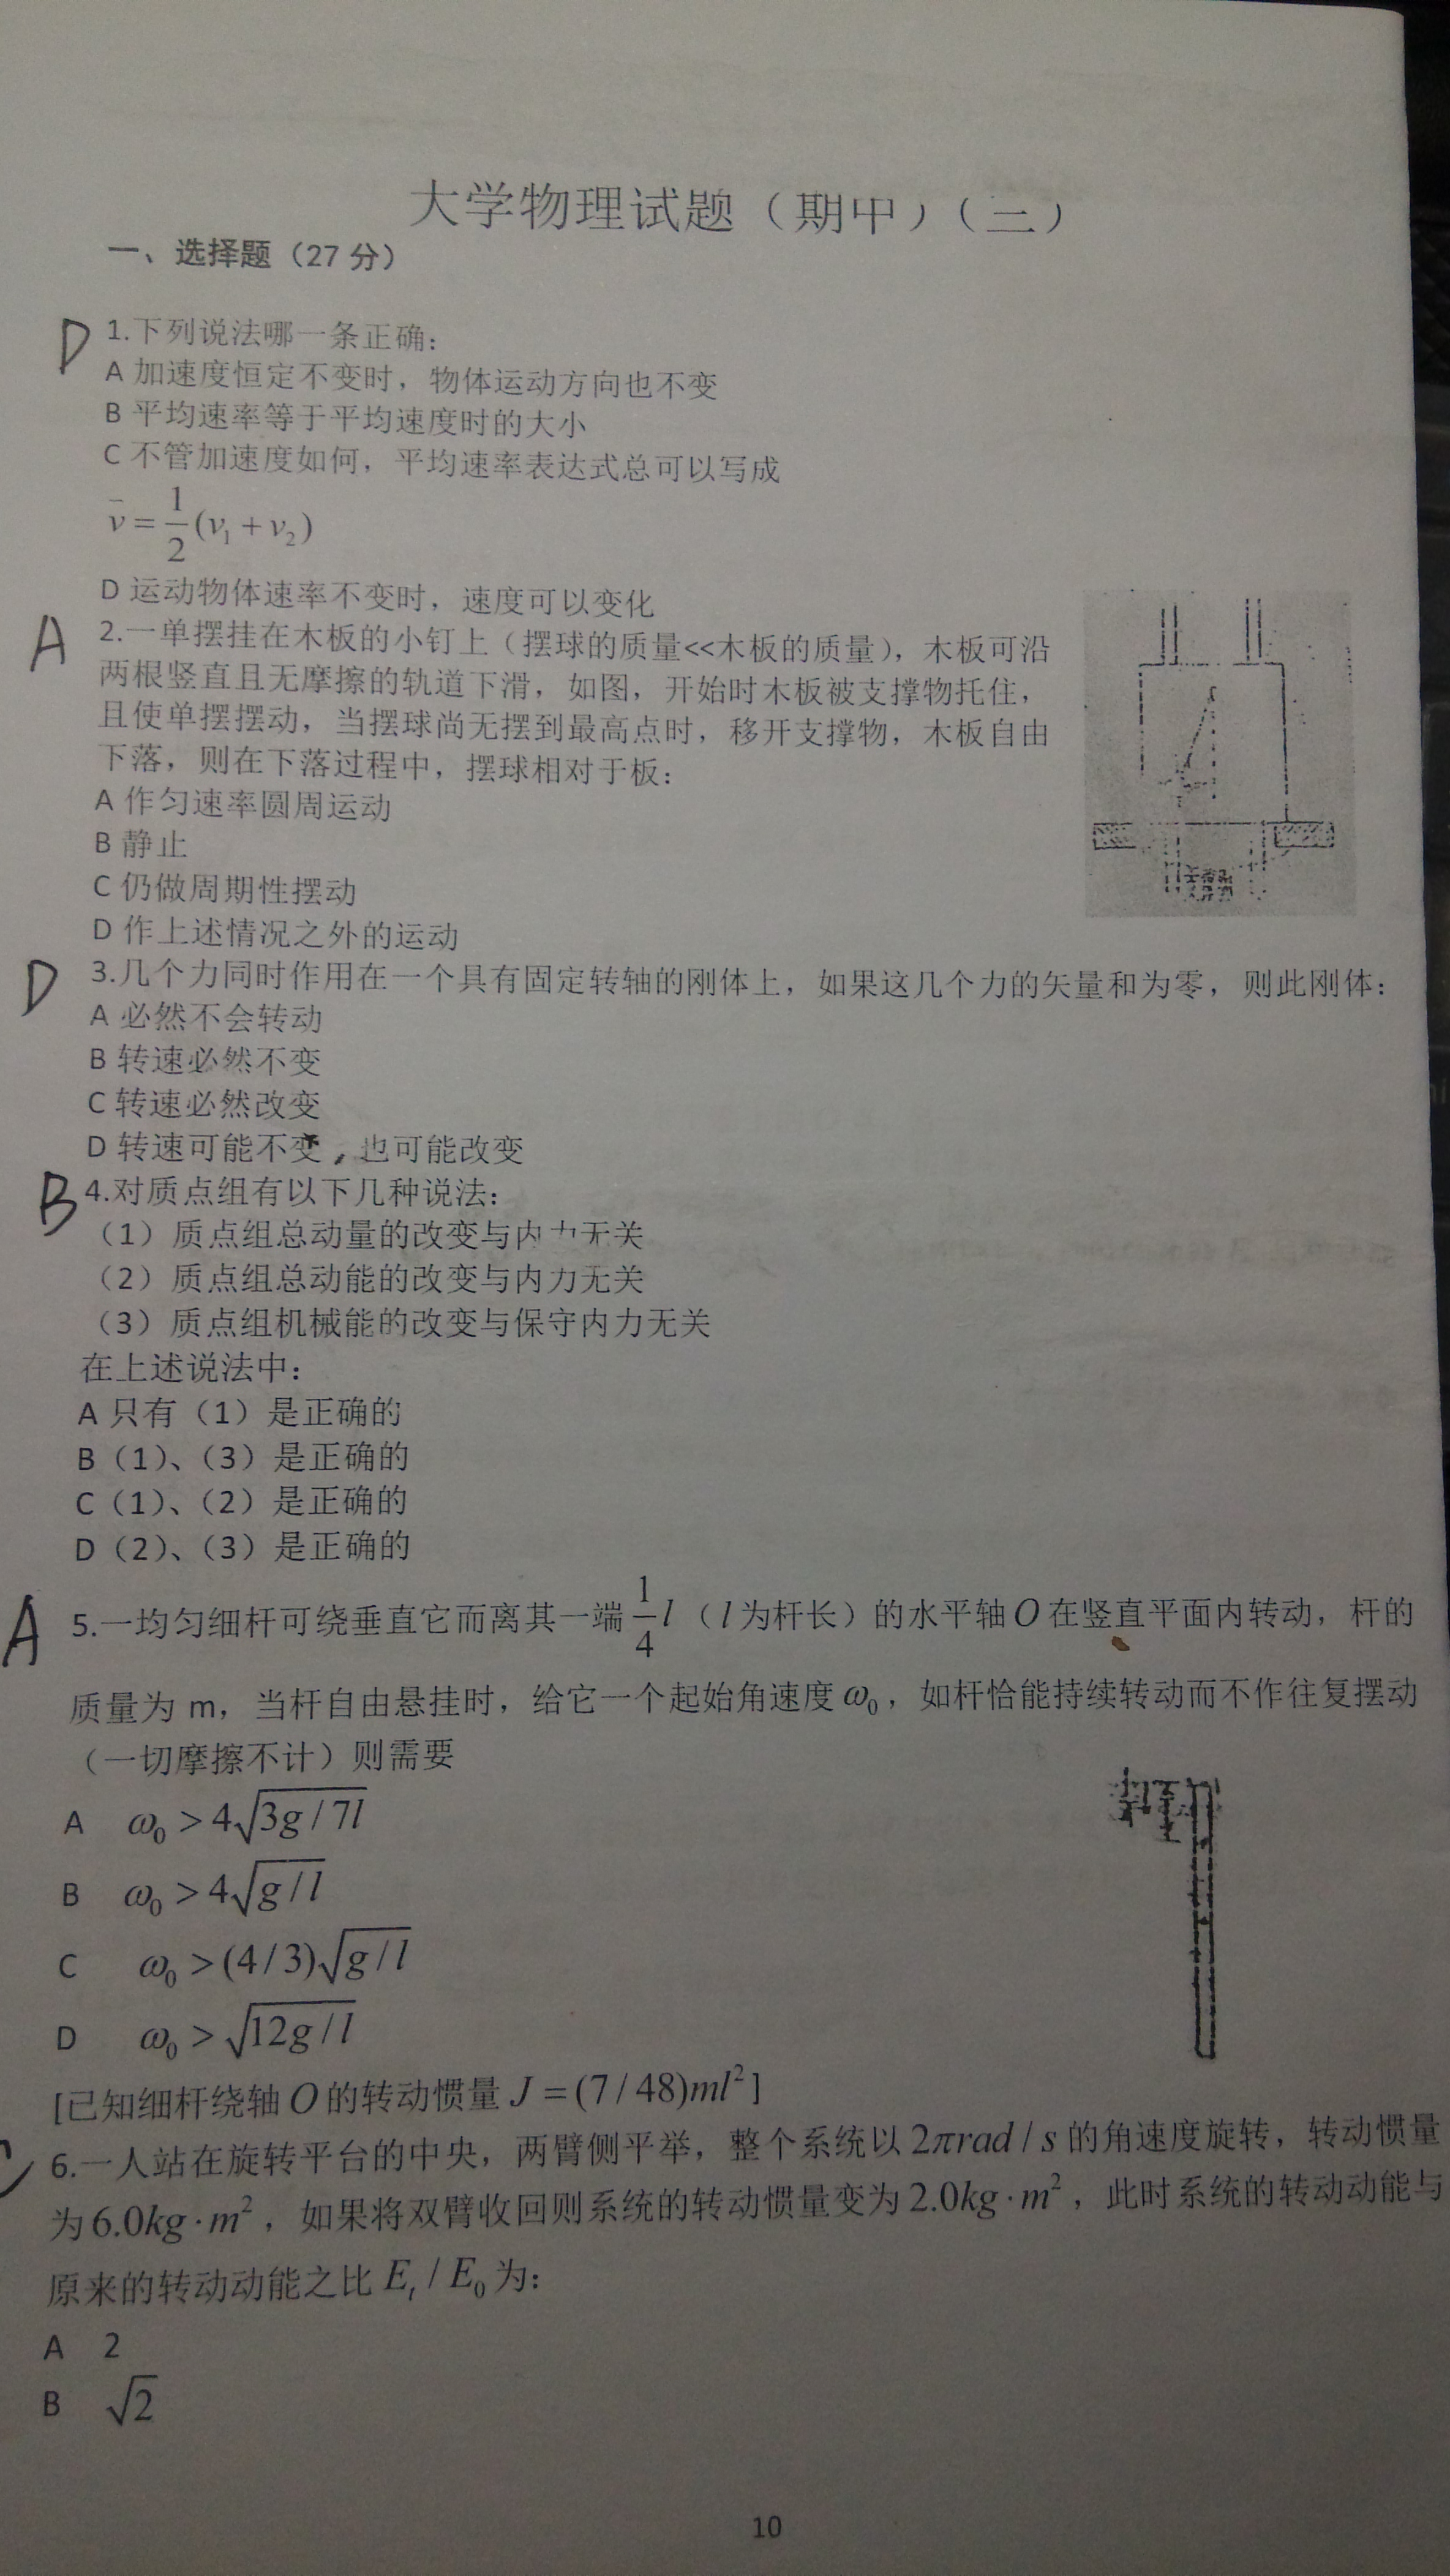 大学物理试题（期中）（三）
一、选择题（27 分）
D 1.下列说法哪一条正确：
A 加速度恒定不变时，物体运动方向也不变
B 平均速率等于平均速度时的大小
C 不管加速度如何，平均速率表达式总可以写成
v̄ = 1/2 (v₁ + v₂)
D 运动物体速率不变时，速度可以变化
A 2.一单摆挂在木板的小钉上（摆球的质量<<木板的质量），木板可沿
两根竖直且无摩擦的轨道下滑，如图，开始时木板被支撑物托住，
且使单摆摆动，当摆球尚无摆到最高点时，移开支撑物，木板自由
下落，则在下落过程中，摆球相对于板：
A 作匀速率圆周运动
B 静止
C 仍做周期性摆动
D 作上述情况之外的运动
D 3.几个力同时作用在一个具有固定转轴的刚体上，如果这几个力的矢量和为零，则此刚体：
A 必然不会转动
B 转速必然不变
C 转速必然改变
D 转速可能不变，也可能改变
B 4.对质点组有以下几种说法：
（1）质点组总动量的改变与内力无关
（2）质点组总动能的改变与内力无关
（3）质点组机械能的改变与保守内力无关
在上述说法中：
A 只有（1）是正确的
B（1）、（3）是正确的
C（1）、（2）是正确的
D（2）、（3）是正确的
A 5.一均匀细杆可绕垂直它而离其一端 1/4 l（l 为杆长）的水平轴 O 在竖直平面内转动，杆的
质量为 m，当杆自由悬挂时，给它一个起始角速度 ω₀，如杆恰能持续转动而不作往复摆动
（一切摩擦不计）则需要
A ω₀ > 4√(3g / 7l)
B ω₀ > 4√(g / l)
C ω₀ > (4 / 3)√(g / l)
D ω₀ > √(12g / l)
[已知细杆绕轴 O 的转动惯量 J = (7 / 48)ml²]
6.一人站在旋转平台的中央，两臂侧平举，整个系统以 2πrad / s 的角速度旋转，转动惯量
为 6.0kg · m²，如果将双臂收回则系统的转动惯量变为 2.0kg · m²，此时系统的转动动能与
原来的转动动能之比 Eₜ / E₀ 为：
A 2
B √2
10